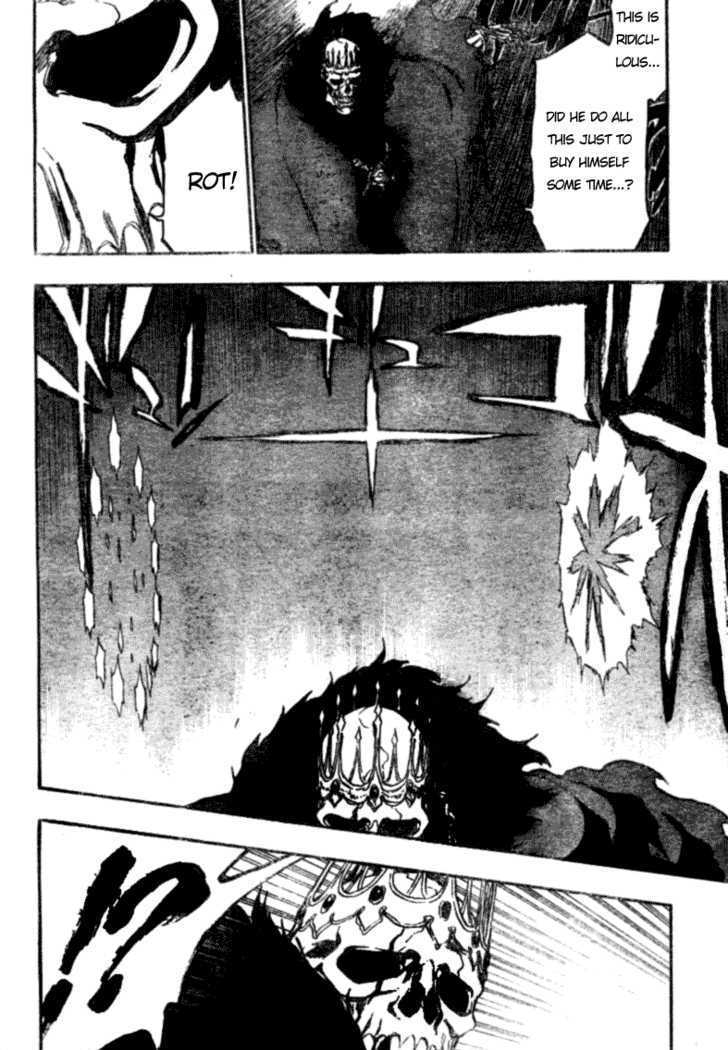 THIS IS
RIDICU-
LOUS...
DID HE DO ALL
THIS JUST TO
BUY HIMSELF
SOME TIME...?
ROT!